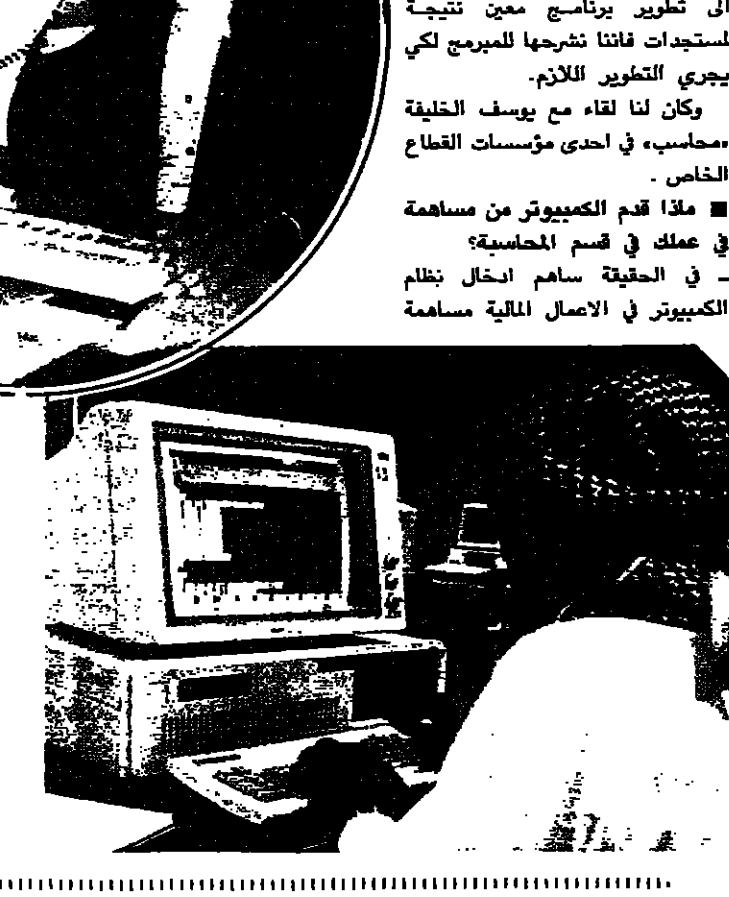 الى تطوير برنامـج معين نتيجـة
لمستجدات فاننا نشرحها للمبرمج لكي
يجري التطوير اللازم.
وكان لنا لقاء مع يوسف الخليفة
«محاسب» في احدى مؤسسات القطاع
الخاص .
■ ماذا قدم الكمبيوتر من مساهمة
في عملك في قسم المحاسبة؟
ـ في الحقيقة ساهم ادخال نظام
الكمبيوتر في الاعمال المالية مساهمة